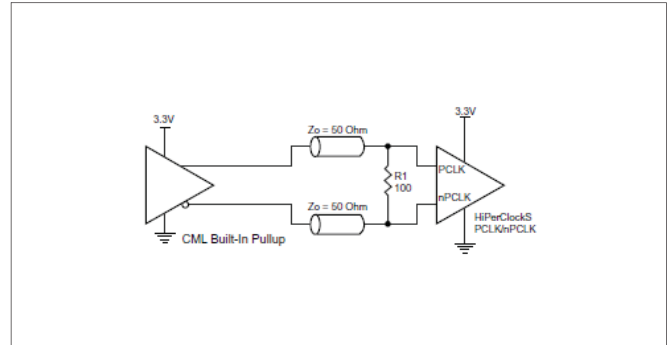 3.3V
3.3V
Zo = 50 Ohm
PCLK
R1
100
nPCLK
Zo = 50 Ohm
HiPerClockS
PCLK/nPCLK
CML Built-In Pullup